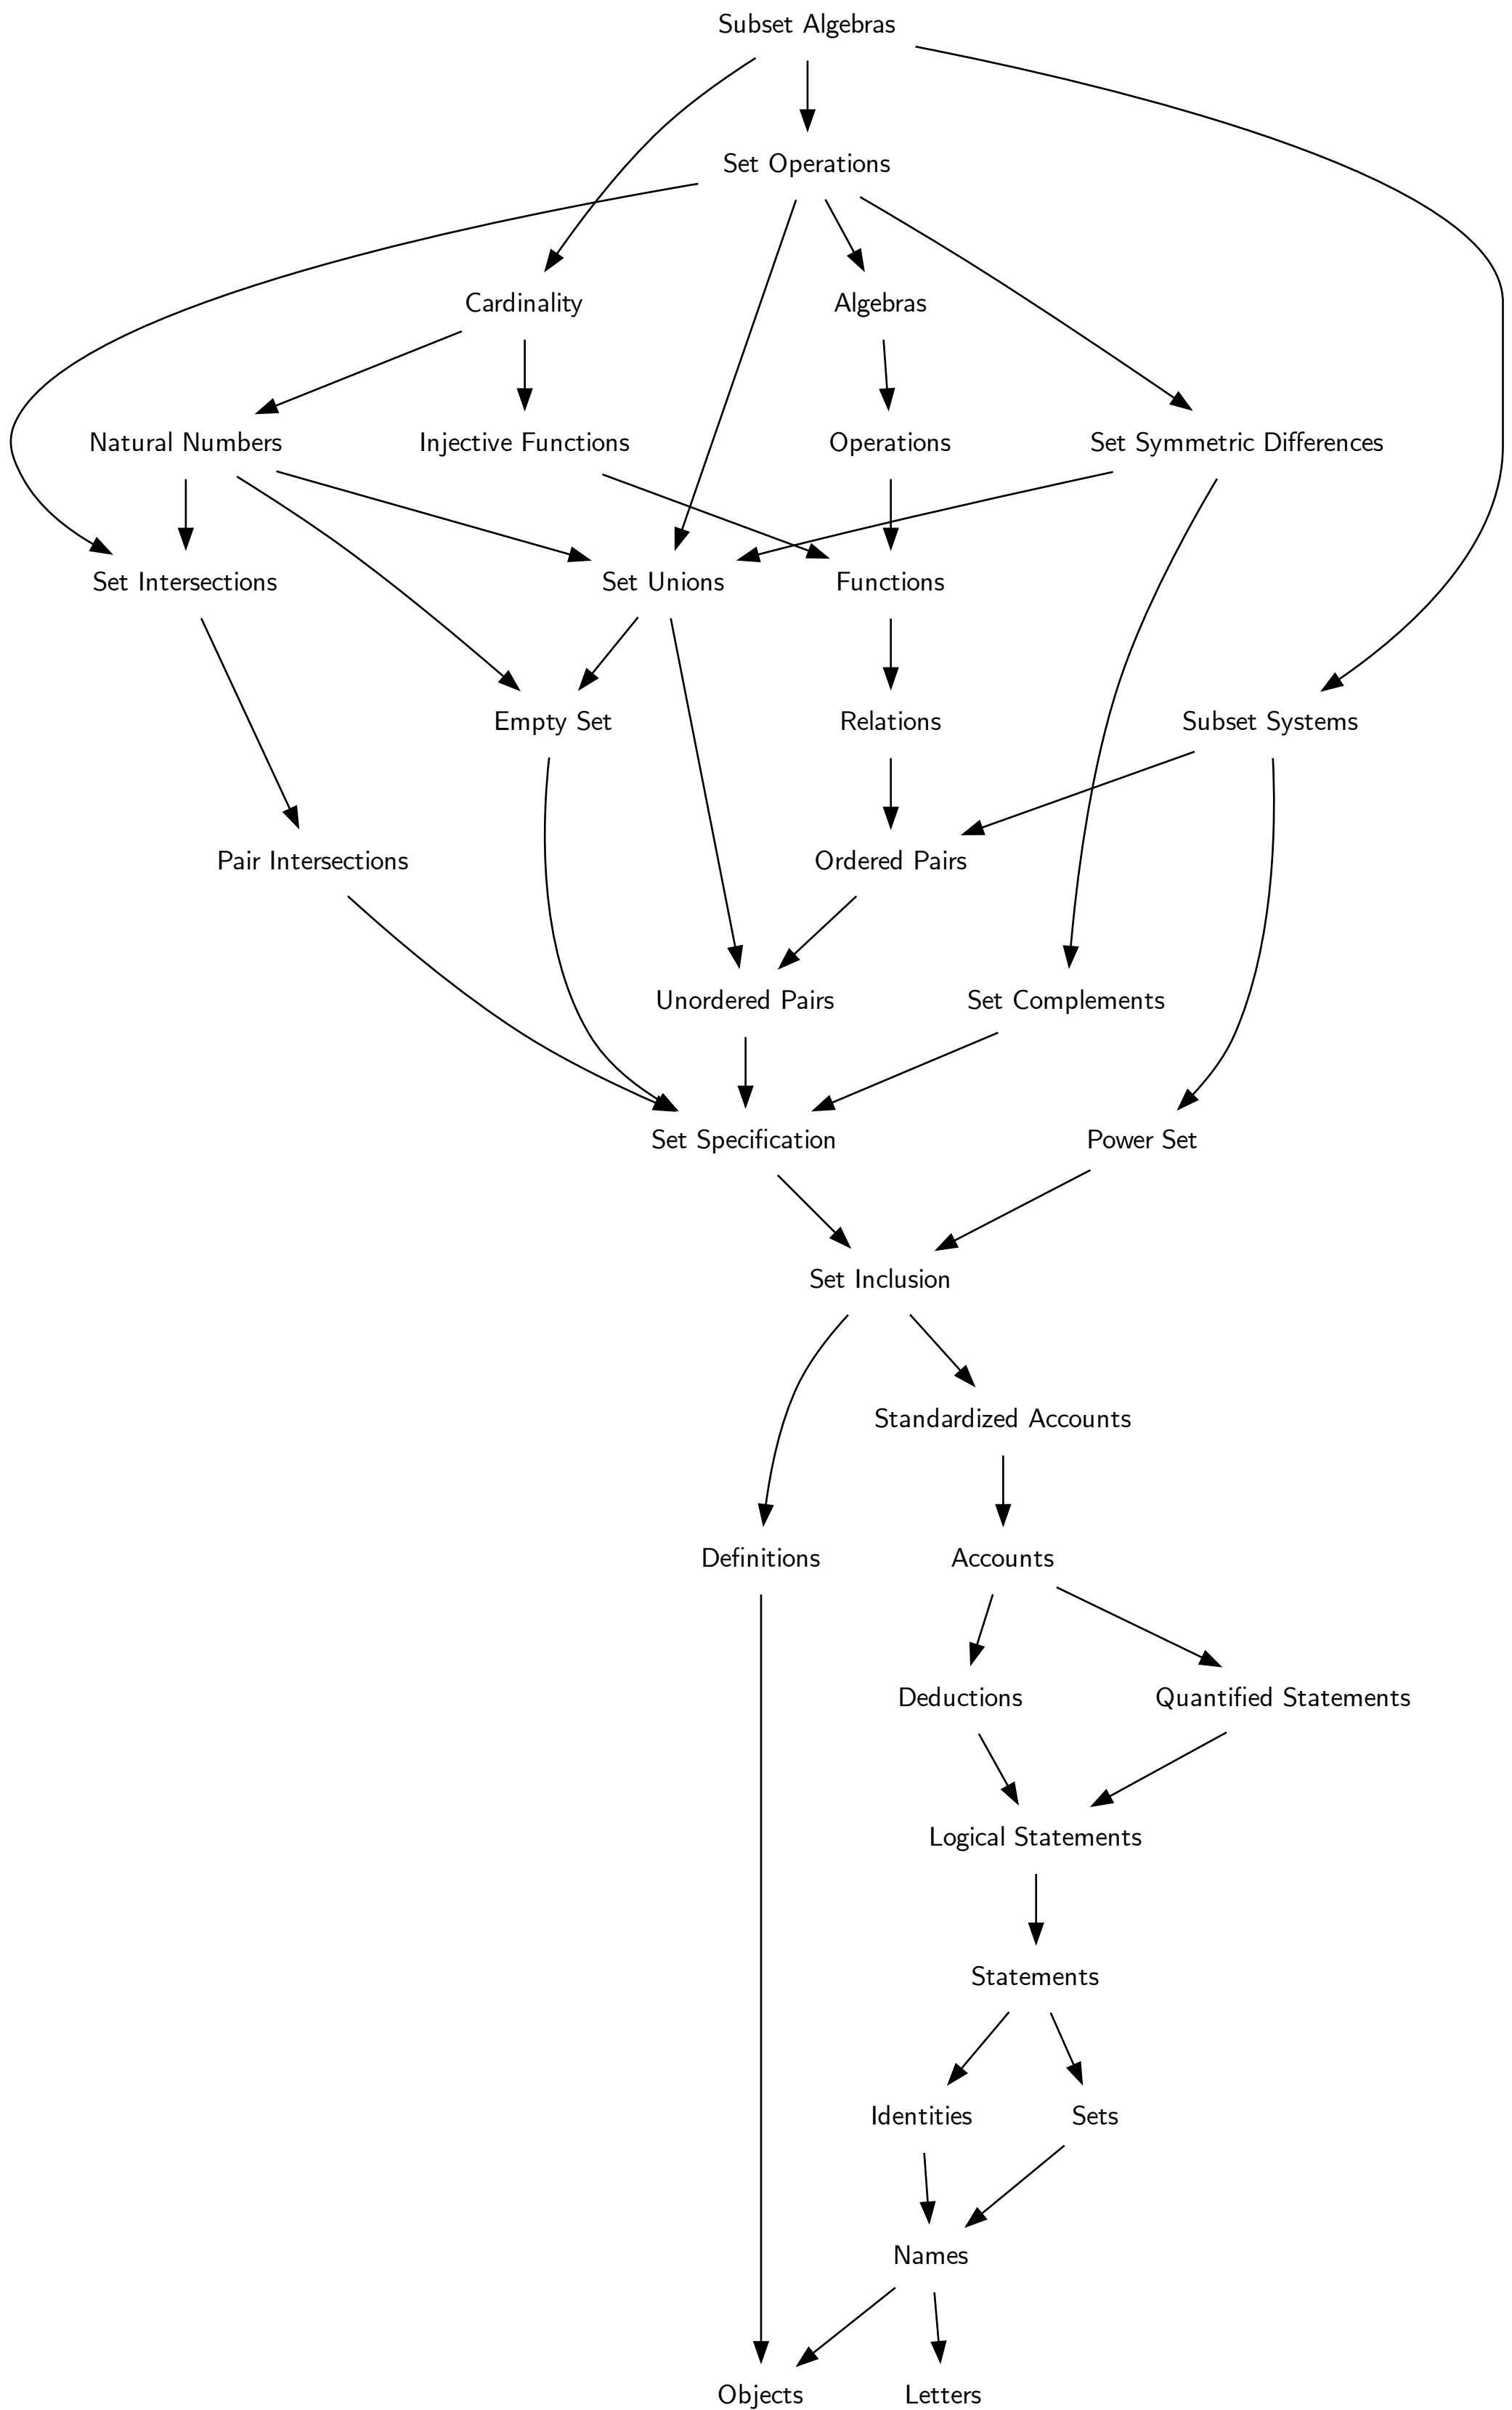 Subset Algebras
Set Operations
Cardinality
Algebras
Natural Numbers
Injective Functions
Operations
Set Symmetric Differences
Set Intersections
Set Unions
Functions
Empty Set
Relations
Subset Systems
Pair Intersections
Ordered Pairs
Unordered Pairs
Set Complements
Set Specification
Power Set
Set Inclusion
Standardized Accounts
Definitions
Accounts
Deductions
Quantified Statements
Logical Statements
Statements
Identities
Sets
Names
Objects
Letters